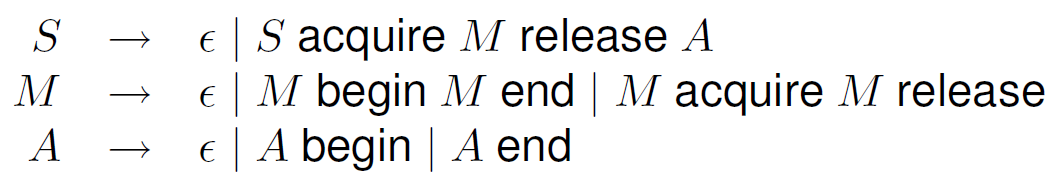 S → ϵ | S acquire M release A
M → ϵ | M begin M end | M acquire M release
A → ϵ | A begin | A end